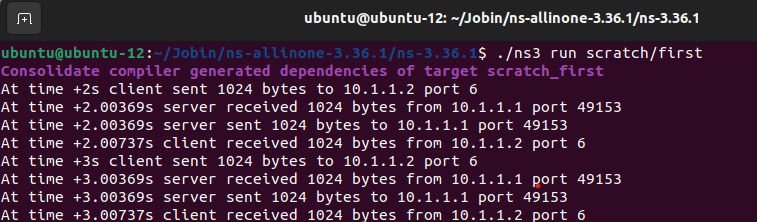 ubuntu@ubuntu-12: ~/Jobin/ns-allinone-3.36.1/ns-3.36.1
ubuntu@ubuntu-12:~/Jobin/ns-allinone-3.36.1/ns-3.36.1$ ./ns3 run scratch/first
Consolidate compiler generated dependencies of target scratch_first
At time +2s client sent 1024 bytes to 10.1.1.2 port 6
At time +2.00369s server received 1024 bytes from 10.1.1.1 port 49153
At time +2.00369s server sent 1024 bytes to 10.1.1.1 port 49153
At time +2.00737s client received 1024 bytes from 10.1.1.2 port 6
At time +3s client sent 1024 bytes to 10.1.1.2 port 6
At time +3.00369s server received 1024 bytes from 10.1.1.1 port 49153
At time +3.00369s server sent 1024 bytes to 10.1.1.1 port 49153
At time +3.00737s client received 1024 bytes from 10.1.1.2 port 6